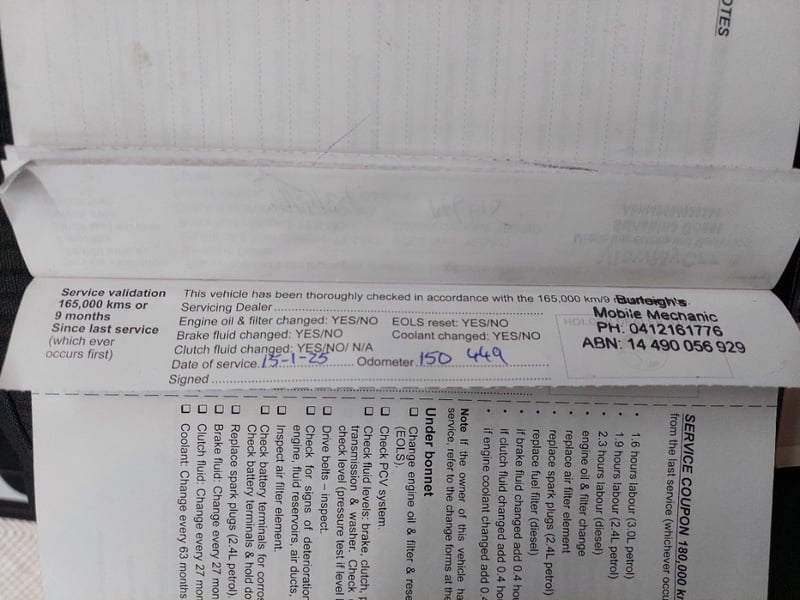 OTES
Service validation
165,000 kms or
9 months
Since last service
(which ever
occurs first)
This vehicle has been thoroughly checked in accordance with the 165,000 km/9
Servicing Dealer
Engine oil & filter changed: YES/NO EOLS reset: YES/NO
Brake fluid changed: YES/NO Coolant changed: YES/NO
Clutch fluid changed: YES/NO/ N/A
Date of service 15-1-25 Odometer 150 449
Signed
Burleigh's
Mobile Mechanic
PH: 0412161776
ABN: 14 490 056 929
SERVICE COUPON 180,000 km
from the last service (whichever occu
• 1.6 hours labour (3.0L petrol)
• 1.9 hours labour (2.4L petrol)
• 2.3 hours labour (diesel)
• engine oil & filter change
• replace air filter element
• replace spark plugs (2.4L petrol)
• replace fuel filter (diesel)
• if brake fluid changed add 0.4 ho
• if clutch fluid changed add 0.4 ho
• if engine coolant changed add 0.4
Note If the owner of this vehicle ha
service, refer to the change forms at the
Under bonnet
❑ Change engine oil & filter & rese
(EOLS).
❑ Check PCV system.
❑ Check fluid levels: brake, clutch, p
transmission & washer. Check
check level (pressure test if level l
❑ Drive belts – inspect.
❑ Check for signs of deterioration
engine, fluid reservoirs, air ducts,
❑ Inspect air filter element.
❑ Check battery terminals for corros
Check battery terminals & hold do
❑ Replace spark plugs (2.4L petrol)
❑ Brake fluid: Change every 27 mon
❑ Clutch fluid: Change every 27 mon
❑ Coolant: Change every 63 months